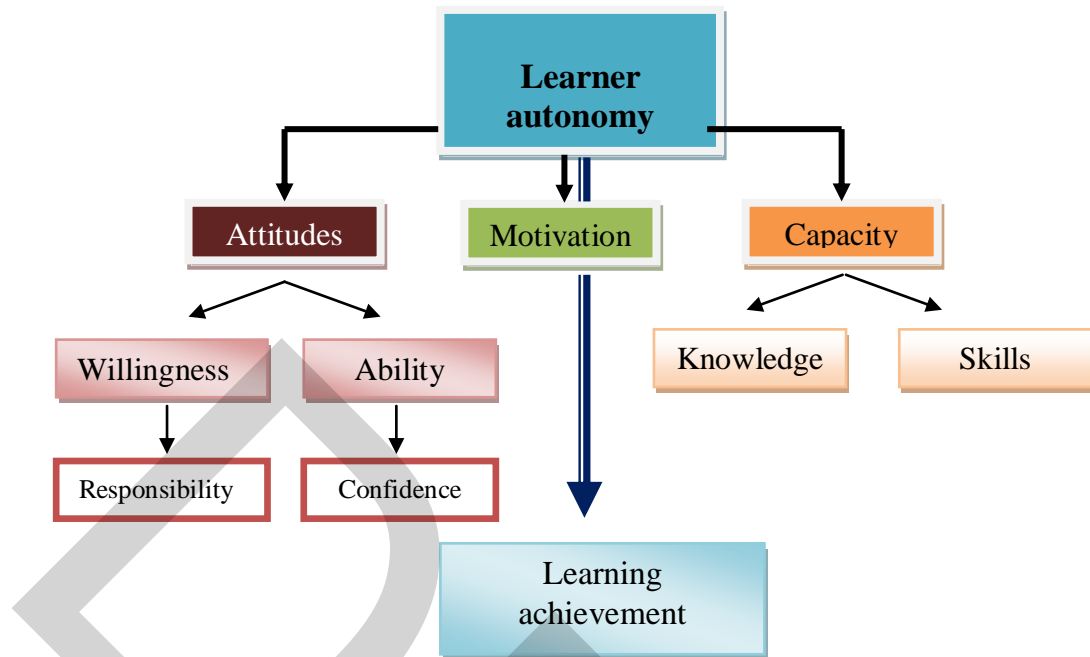 Learner
autonomy
Attitudes
Motivation
Capacity
Willingness
Ability
Knowledge
Skills
Responsibility
Confidence
Learning
achievement